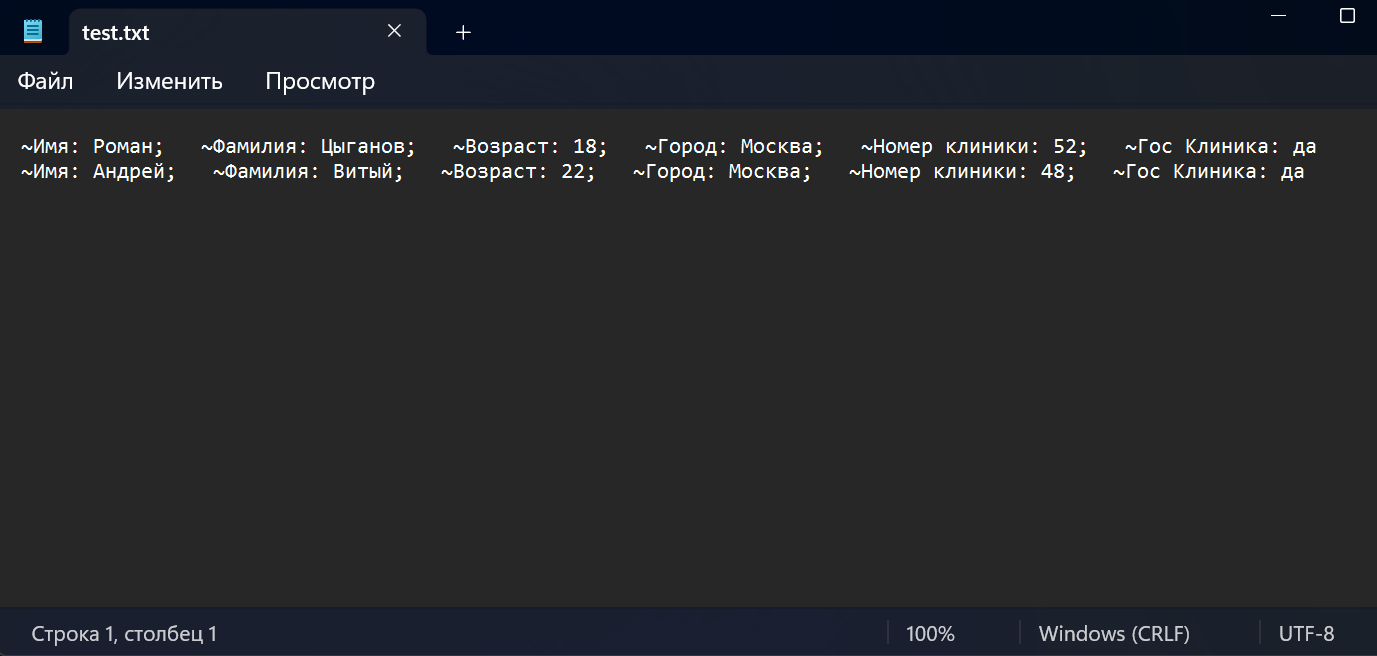 test.txt
Файл Изменить Просмотр
~Имя: Роман;   ~Фамилия: Цыганов;   ~Возраст: 18;   ~Город: Москва;   ~Номер клиники: 52;   ~Гос Клиника: да
~Имя: Андрей;   ~Фамилия: Витый;   ~Возраст: 22;   ~Город: Москва;   ~Номер клиники: 48;   ~Гос Клиника: да
Строка 1, столбец 1 100% Windows (CRLF) UTF-8